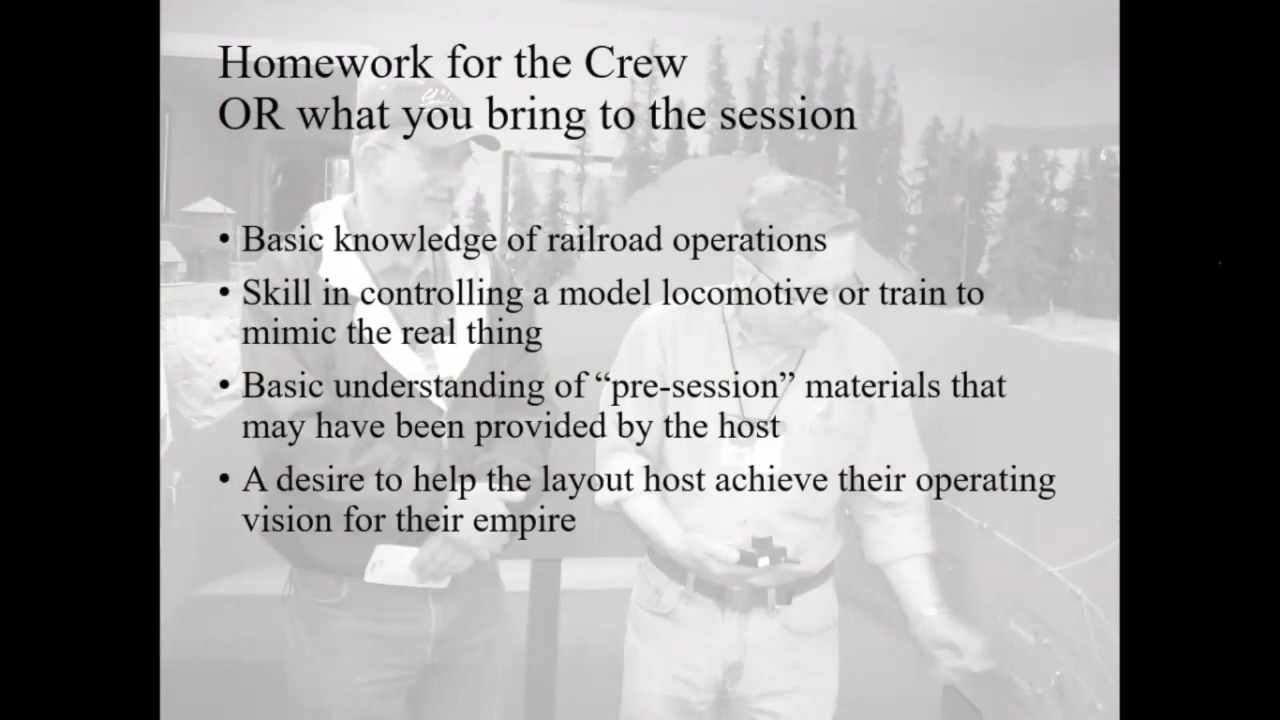 Homework for the Crew
OR what you bring to the session
• Basic knowledge of railroad operations
• Skill in controlling a model locomotive or train to
mimic the real thing
• Basic understanding of “pre-session” materials that
may have been provided by the host
• A desire to help the layout host achieve their operating
vision for their empire